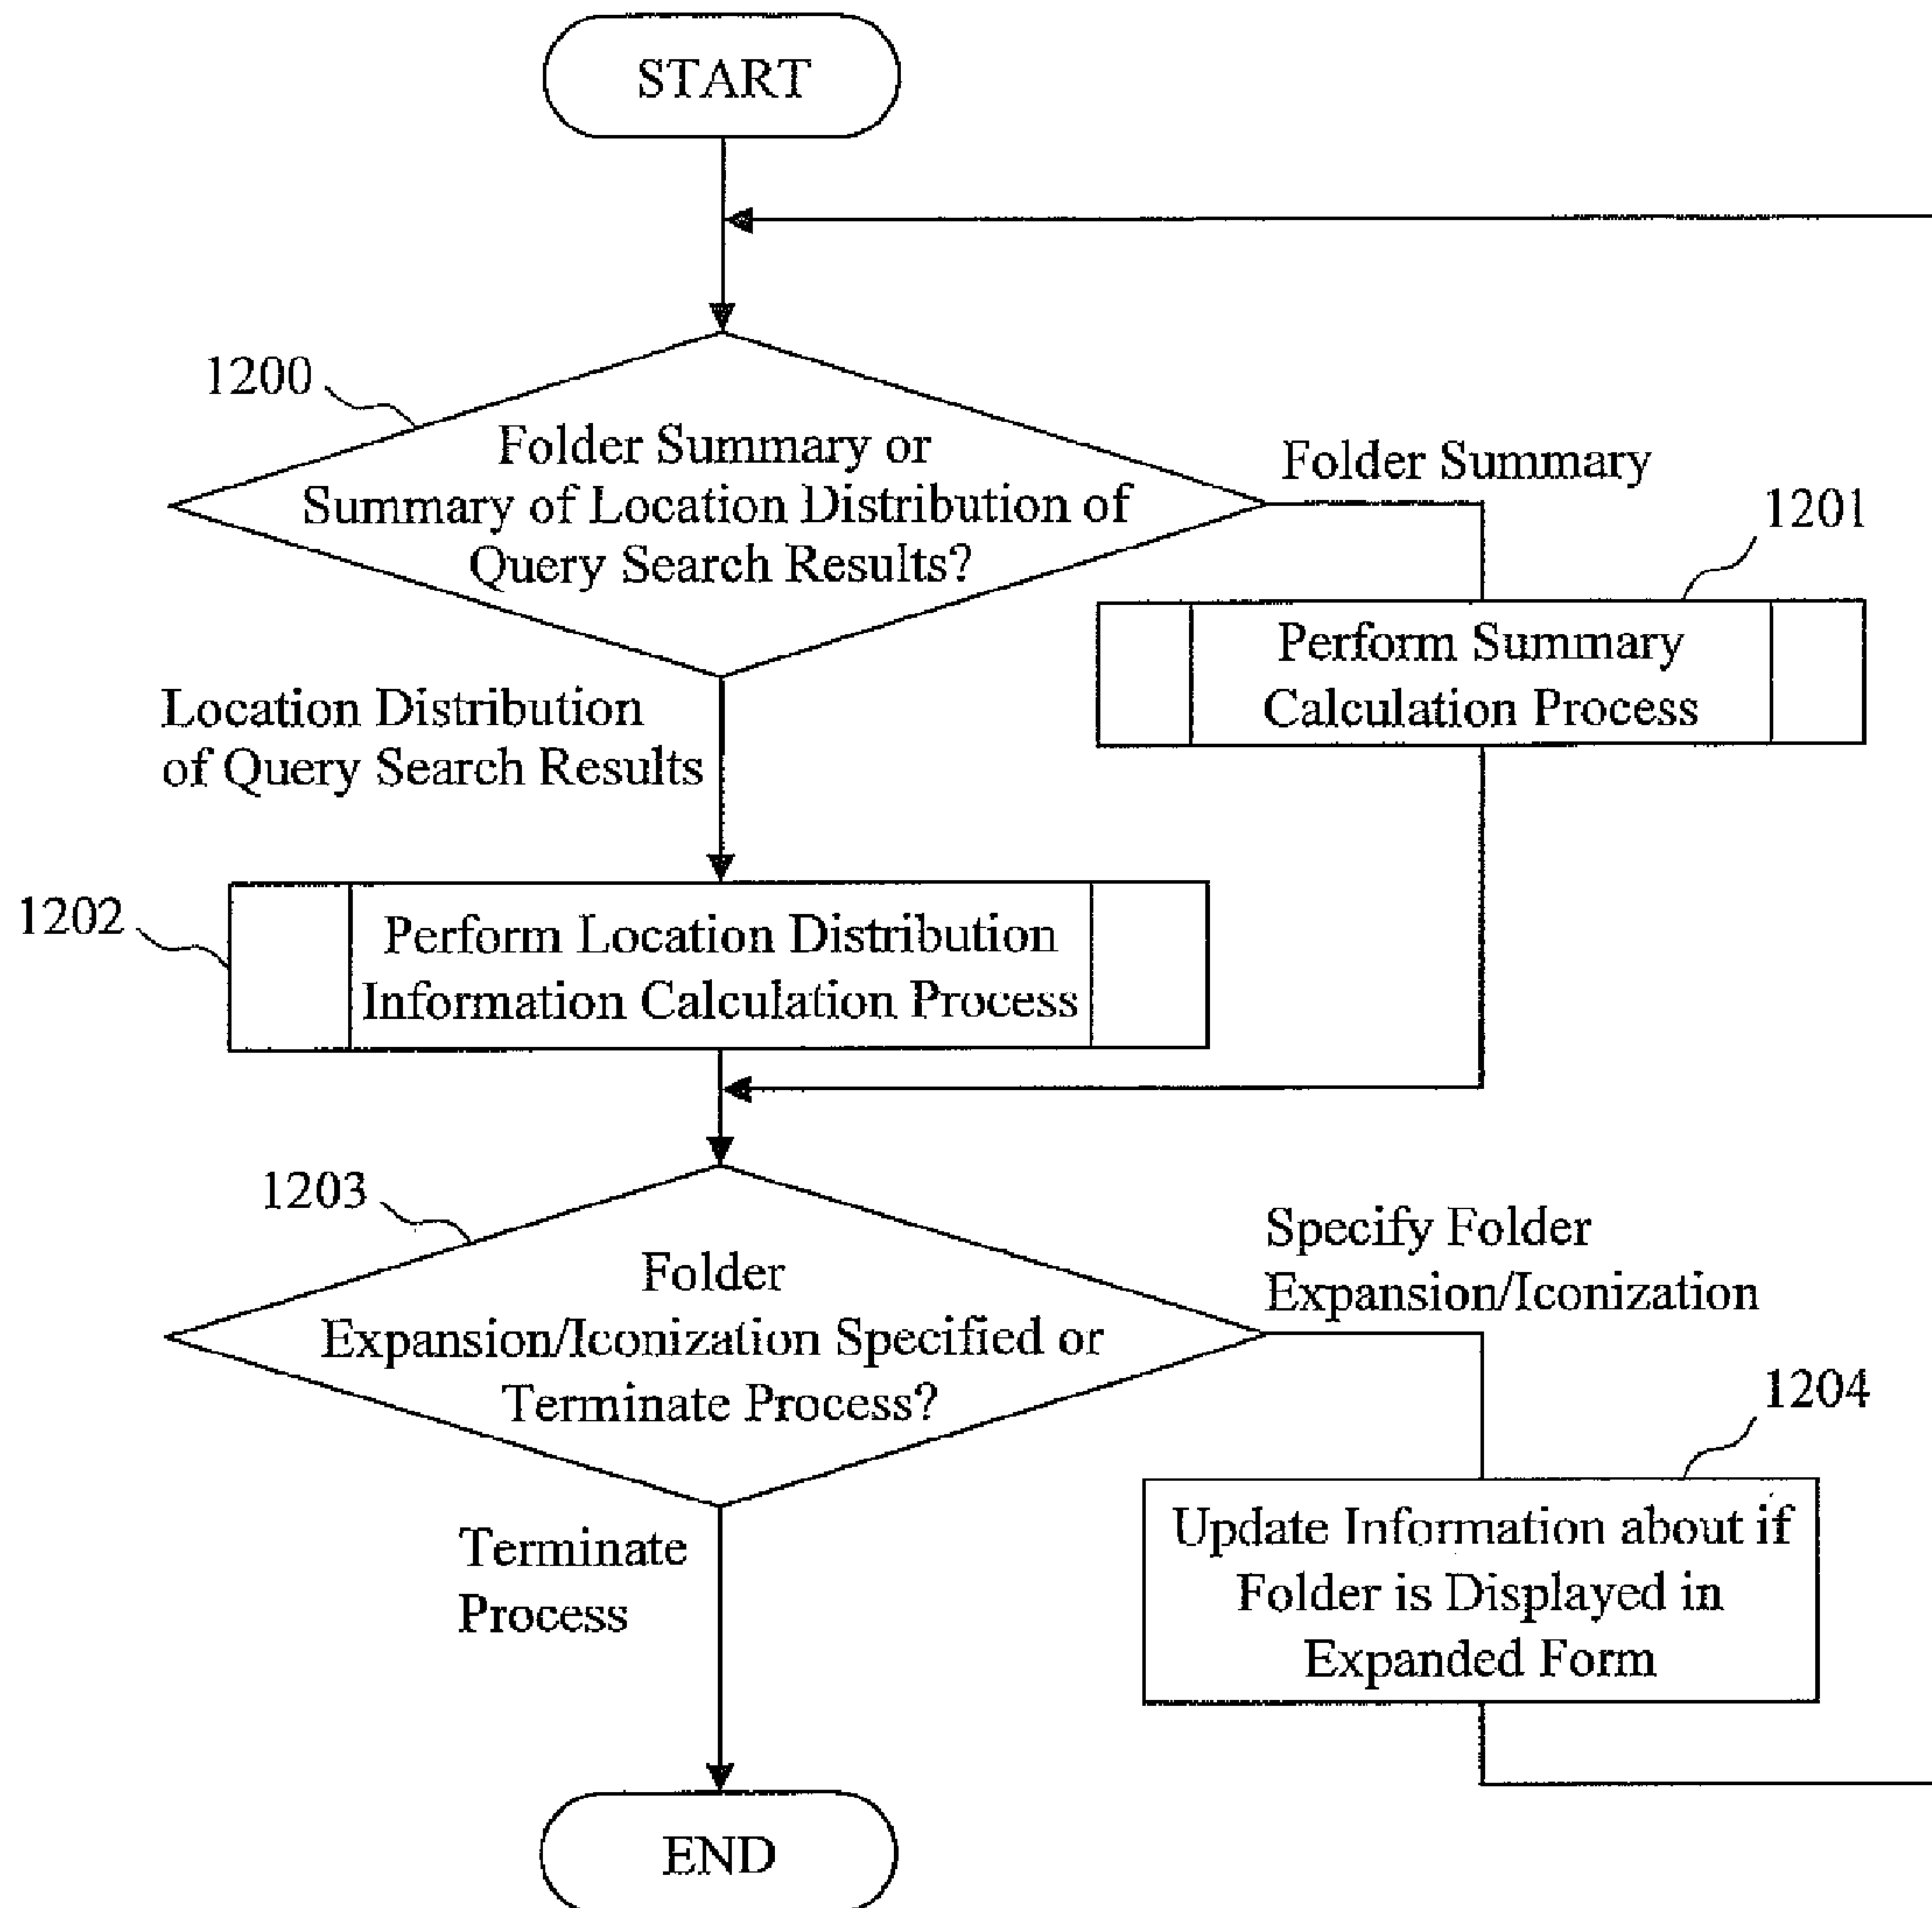 START
1200
Folder Summary or
Summary of Location Distribution of
Query Search Results?
Folder Summary
1201
Perform Summary
Calculation Process
Location Distribution
of Query Search Results
1202
Perform Location Distribution
Information Calculation Process
1203
Folder
Expansion/Iconization Specified or
Terminate Process?
Specify Folder
Expansion/Iconization
1204
Update Information about if
Folder is Displayed in
Expanded Form
Terminate
Process
END